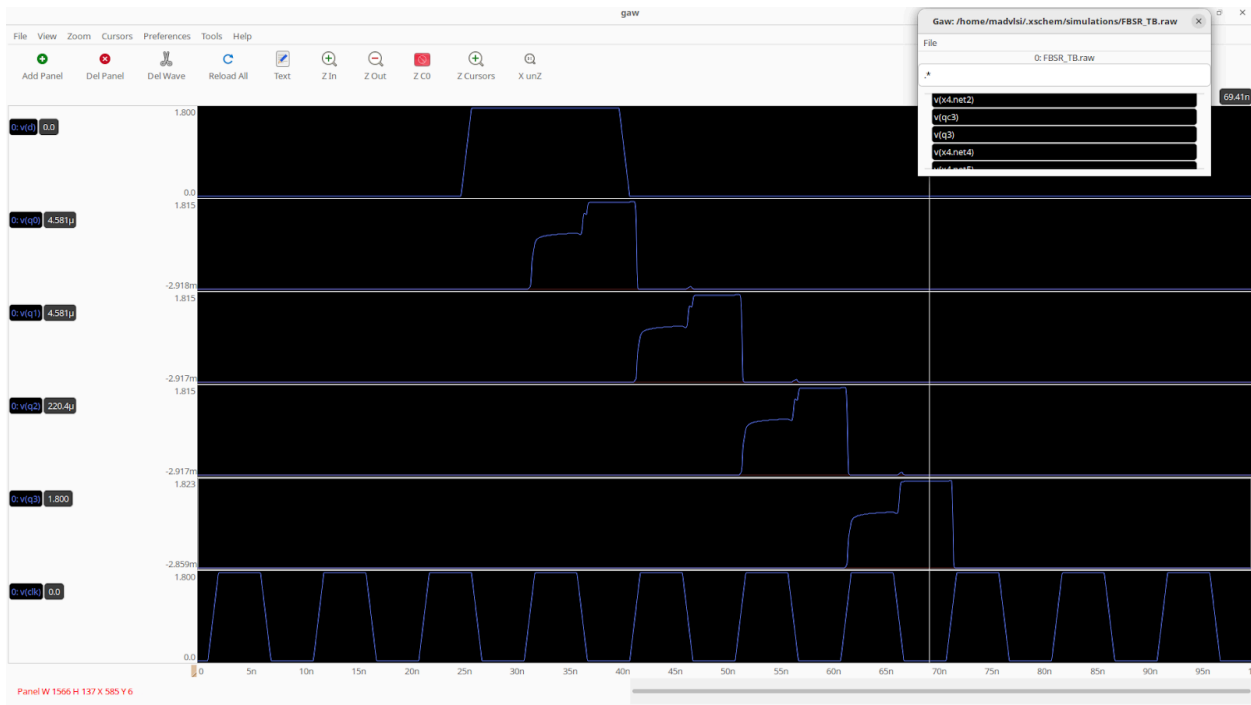 gaw
File View Zoom Cursors Preferences Tools Help
Add Panel Del Panel Del Wave Reload All Text Z In Z Out Z C0 Z Cursors X unZ
Gaw: /home/madvlsi/.xschem/simulations/FBSR_TB.raw
File
0: FBSR_TB.raw
.*
v(x4.net2)
v(qc3)
v(q3)
v(x4.net4)
v(x4.net5)
69.41n
0: v(d) 0.0
1.800
0.0
0: v(q0) 4.581µ
1.815
-2.918m
0: v(q1) 4.581µ
1.815
-2.917m
0: v(q2) 220.4µ
1.815
-2.917m
0: v(q3) 1.800
1.823
-2.859m
0: v(clk) 0.0
1.800
0.0
0 5n 10n 15n 20n 25n 30n 35n 40n 45n 50n 55n 60n 65n 70n 75n 80n 85n 90n 95n
Panel W 1566 H 137 X 585 Y 6